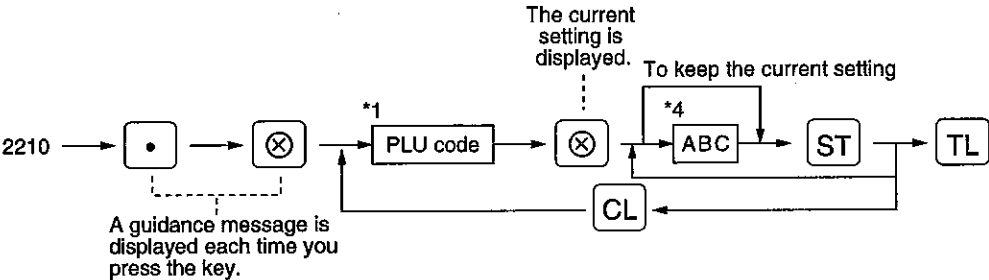 The current
setting is
displayed.
To keep the current setting
*1
*4
2210
•
⊗
PLU code
⊗
ABC
ST
TL
CL
A guidance message is
displayed each time you
press the key.